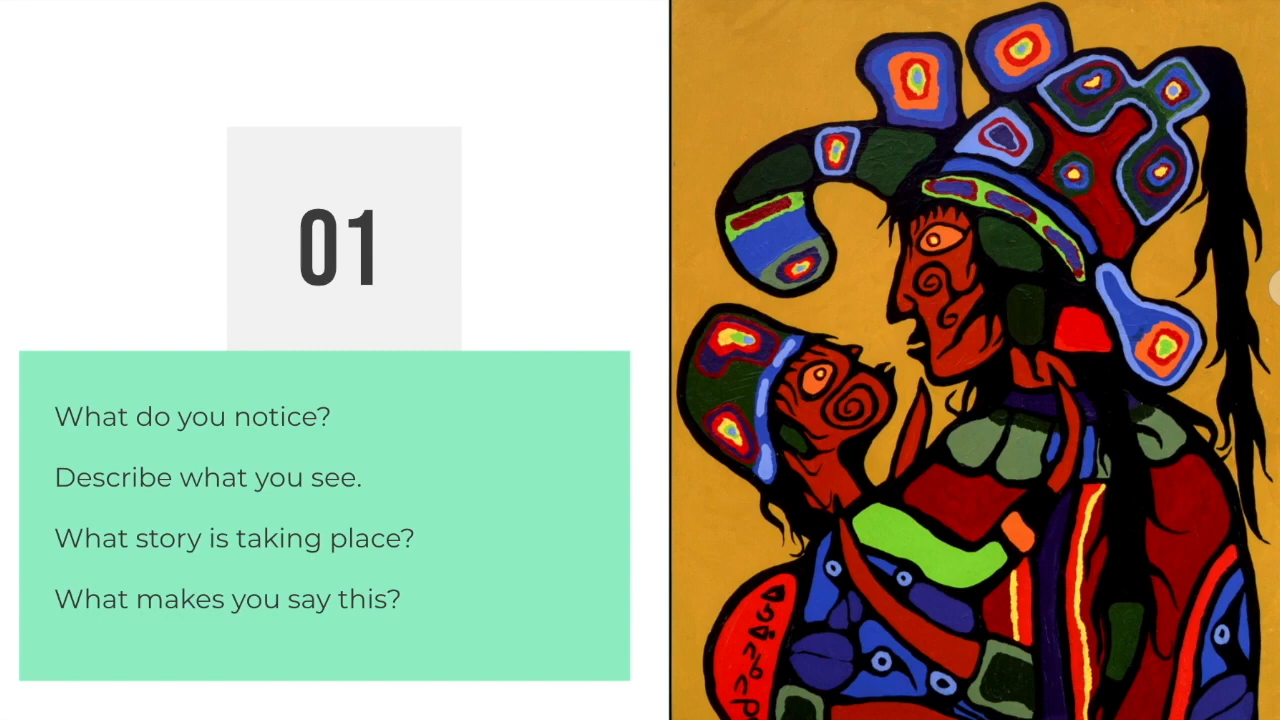 01
What do you notice?
Describe what you see.
What story is taking place?
What makes you say this?